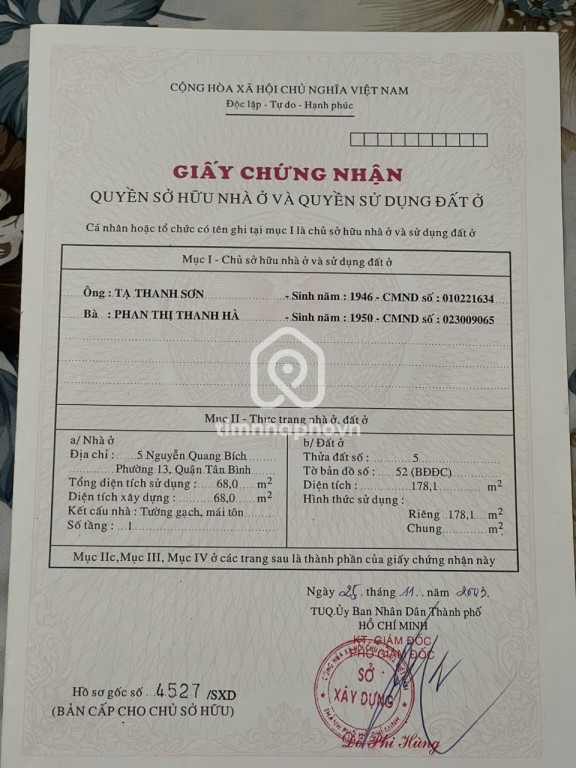 CỘNG HÒA XÃ HỘI CHỦ NGHĨA VIỆT NAM
Độc lập - Tự do - Hạnh phúc
GIẤY CHỨNG NHẬN
QUYỀN SỞ HỮU NHÀ Ở VÀ QUYỀN SỬ DỤNG ĐẤT Ở
Cá nhân hoặc tổ chức có tên ghi tại mục I là chủ sở hữu nhà ở và sử dụng đất ở
Mục I - Chủ sở hữu nhà ở và sử dụng đất ở
Ông : TẠ THANH SƠN - Sinh năm : 1946 - CMND số : 010221634
Bà : PHAN THỊ THANH HÀ - Sinh năm : 1950 - CMND số : 023009065
Mục II - Thực trạng nhà ở, đất ở
timnhapho.vn
a/ Nhà ở
Địa chỉ : 5 Nguyễn Quang Bích
Phường 13, Quận Tân Bình
Tổng diện tích sử dụng : 68,0 m2
Diện tích xây dựng : 68,0 m2
Kết cấu nhà : Tường gạch, mái tôn
Số tầng : 1
b/ Đất ở
Thửa đất số : 5
Tờ bản đồ số : 52 (BĐĐC)
Diện tích : 178,1 m2
Hình thức sử dụng :
Riêng 178,1 m2
Chung m2
Mục IIc,Mục III, Mục IV ở các trang sau là thành phần của giấy chứng nhận này
Ngày 25 tháng 11 năm 2003
TUQ.Ủy Ban Nhân Dân Thành phố
HỒ CHÍ MINH
KT. GIÁM ĐỐC
PHÓ GIÁM ĐỐC
SỞ
XÂY DỰNG
Đỗ Phi Hùng
Hồ sơ gốc số 4527 /SXD
(BẢN CẤP CHO CHỦ SỞ HỮU)